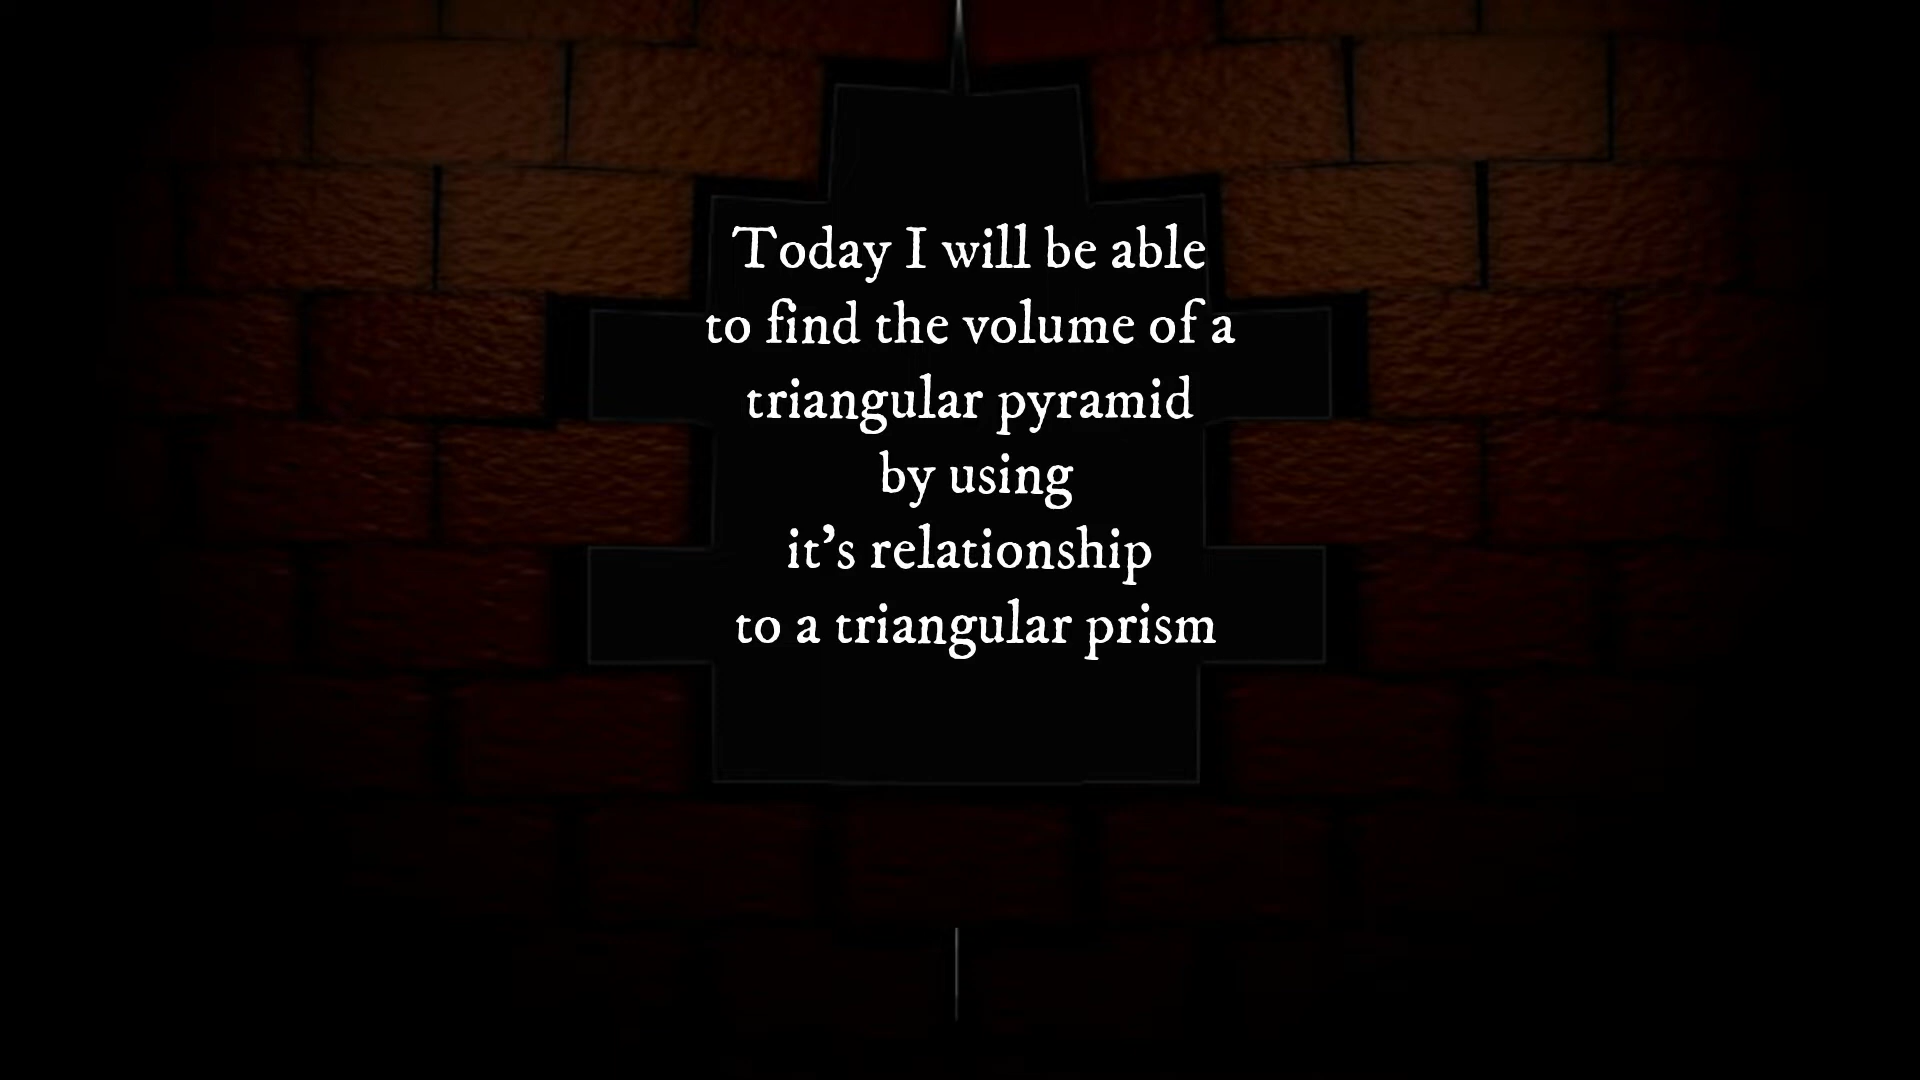 Today I will be able
to find the volume of a
triangular pyramid
by using
it's relationship
to a triangular prism